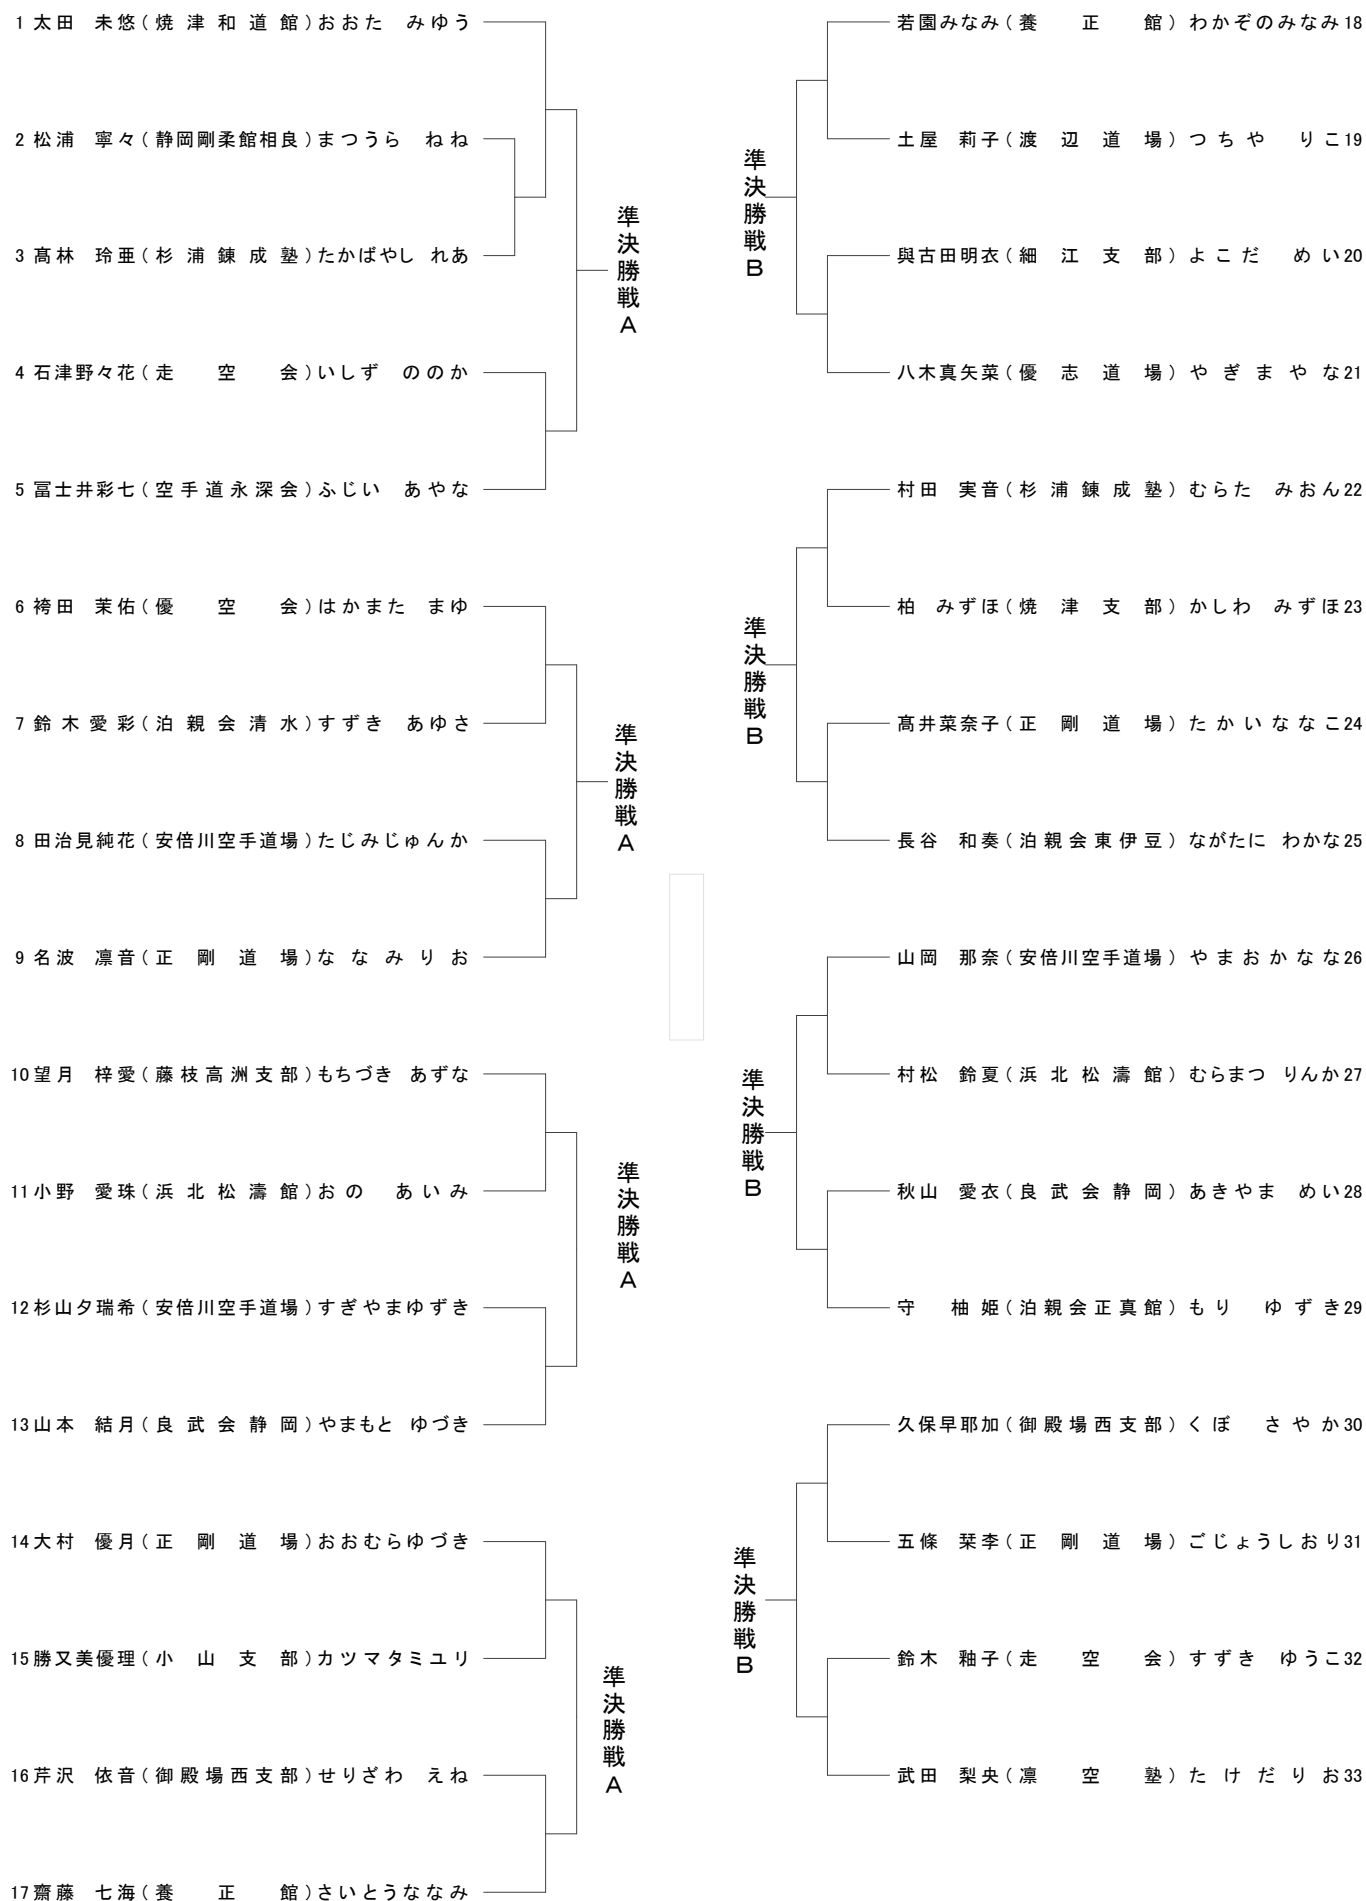 1 太田　未悠(焼津和道館)おおた　みゆう
2 松浦　寧々(静岡剛柔館相良)まつうら　ねね
3 髙林　玲亜(杉浦錬成塾)たかばやし れあ
4 石津野々花(走　空　会)いしず　ののか
5 冨士井彩七(空手道永深会)ふじい　あやな
準決勝戦A
6 袴田　茉佑(優　空　会)はかまた　まゆ
7 鈴木愛彩(泊親会清水)すずき　あゆさ
8 田治見純花(安倍川空手道場)たじみじゅんか
9 名波　凛音(正剛道場)ななみりお
準決勝戦A
10 望月　梓愛(藤枝高洲支部)もちづき あずな
11 小野　愛珠(浜北松濤館)おの　あいみ
12 杉山夕瑞希(安倍川空手道場)すぎやまゆずき
13 山本　結月(良武会静岡)やまもと ゆづき
準決勝戦A
14 大村　優月(正剛道場)おおむらゆづき
15 勝又美優理(小山支部)カツマタミユリ
16 芹沢　依音(御殿場西支部)せりざわ　えね
17 齋藤　七海(養　正　館)さいとうななみ
準決勝戦A
若園みなみ(養　正　館)わかぞのみなみ 18
土屋　莉子(渡辺道場)つちや　りこ 19
與古田明衣(細江支部)よこだ　めい 20
八木真矢菜(優志道場)やぎまやな 21
準決勝戦B
村田　実音(杉浦錬成塾)むらた　みおん 22
柏　みずほ(焼津支部)かしわ　みずほ 23
髙井菜奈子(正剛道場)たかいななこ 24
長谷　和奏(泊親会東伊豆)ながたに わかな 25
準決勝戦B
山岡　那奈(安倍川空手道場)やまおかなな 26
村松　鈴夏(浜北松濤館)むらまつ りんか 27
秋山　愛衣(良武会静岡)あきやま　めい 28
守　柚姫(泊親会正真館)もり　ゆずき 29
準決勝戦B
久保早耶加(御殿場西支部)くぼ　さやか 30
五條　栞李(正剛道場)ごじょうしおり 31
鈴木　釉子(走　空　会)すずき　ゆうこ 32
武田　梨央(凛　空　塾)たけだりお 33
準決勝戦B